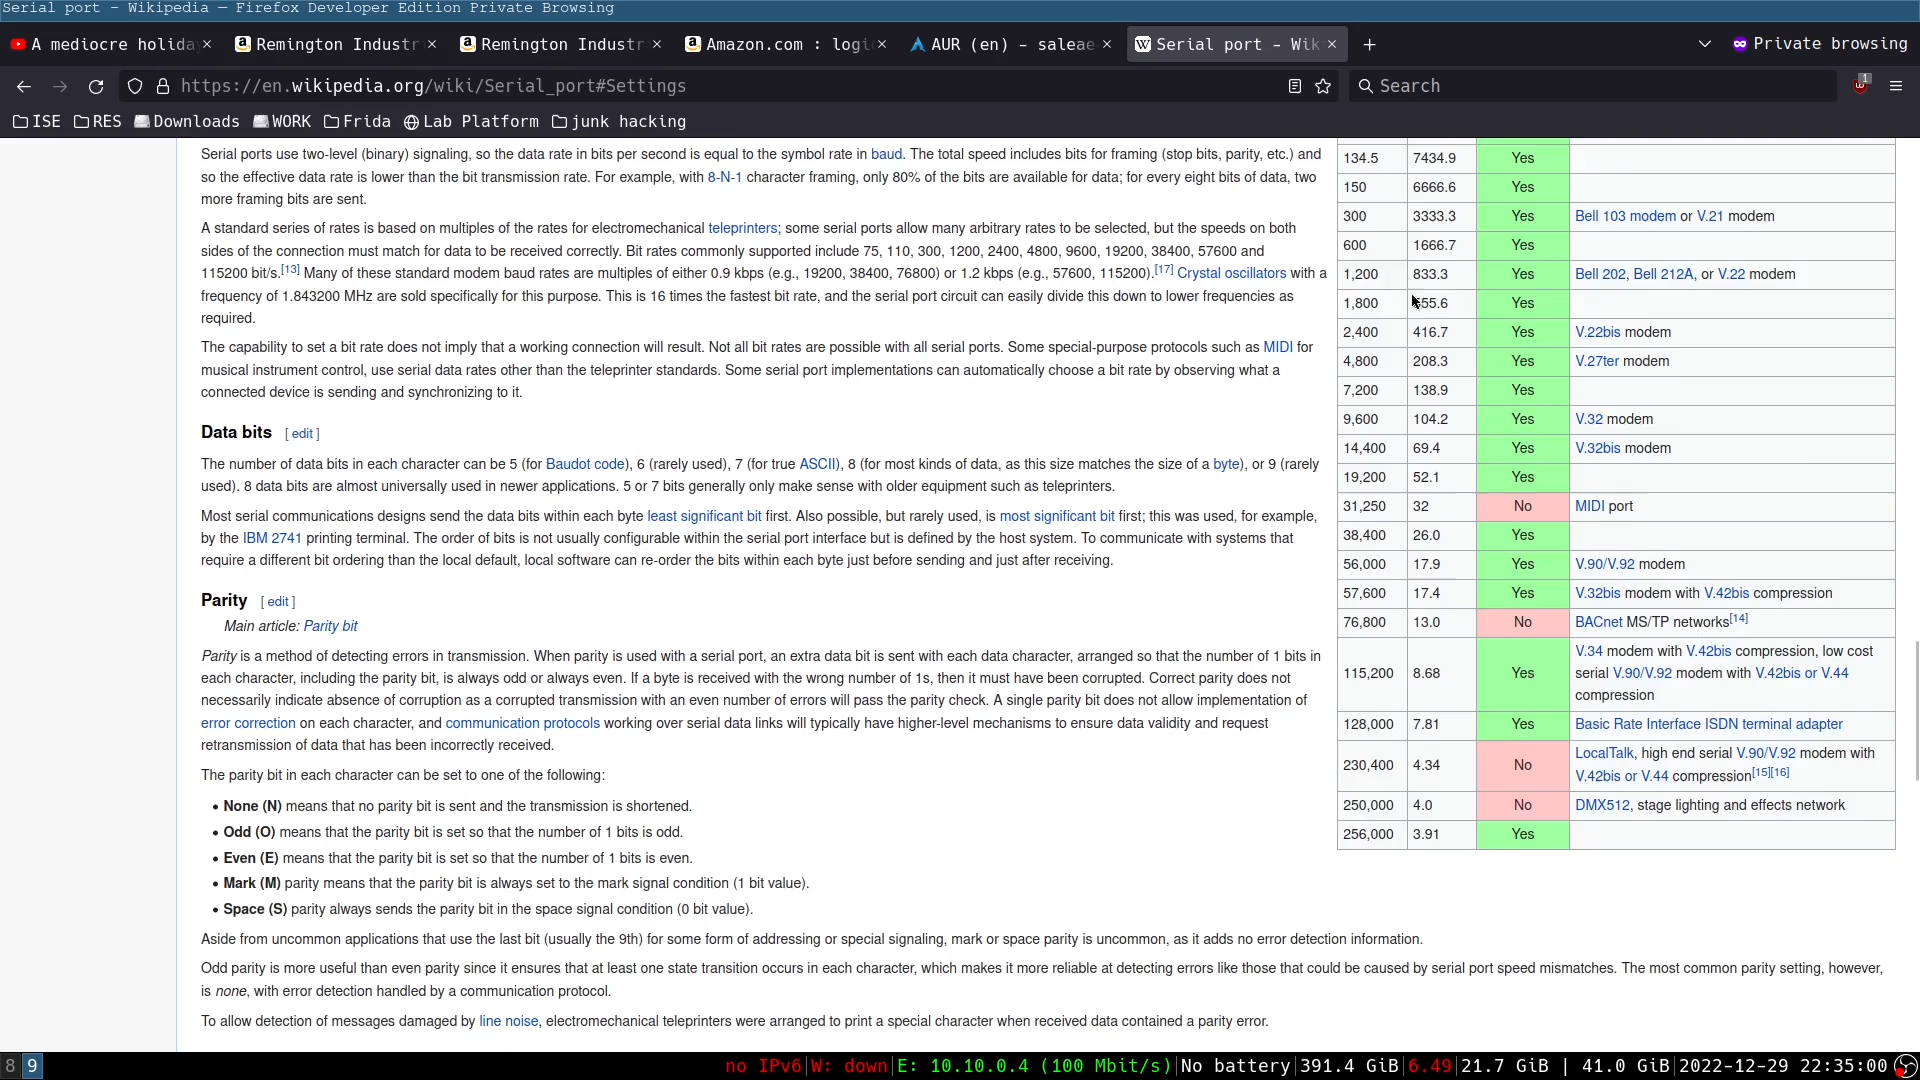 Serial port - Wikipedia — Firefox Developer Edition Private Browsing
A mediocre holida
Remington Industr
Remington Industr
Amazon.com : logi
AUR (en) - saleae
Serial port - Wik
Private browsing
https://en.wikipedia.org/wiki/Serial_port#Settings
Search
1
ISE RES Downloads WORK Frida Lab Platform junk hacking
Serial ports use two-level (binary) signaling, so the data rate in bits per second is equal to the symbol rate in baud. The total speed includes bits for framing (stop bits, parity, etc.) and
so the effective data rate is lower than the bit transmission rate. For example, with 8-N-1 character framing, only 80% of the bits are available for data; for every eight bits of data, two
more framing bits are sent.
A standard series of rates is based on multiples of the rates for electromechanical teleprinters; some serial ports allow many arbitrary rates to be selected, but the speeds on both
sides of the connection must match for data to be received correctly. Bit rates commonly supported include 75, 110, 300, 1200, 2400, 4800, 9600, 19200, 38400, 57600 and
115200 bit/s.[13] Many of these standard modem baud rates are multiples of either 0.9 kbps (e.g., 19200, 38400, 76800) or 1.2 kbps (e.g., 57600, 115200).[17] Crystal oscillators with a
frequency of 1.843200 MHz are sold specifically for this purpose. This is 16 times the fastest bit rate, and the serial port circuit can easily divide this down to lower frequencies as
required.
The capability to set a bit rate does not imply that a working connection will result. Not all bit rates are possible with all serial ports. Some special-purpose protocols such as MIDI for
musical instrument control, use serial data rates other than the teleprinter standards. Some serial port implementations can automatically choose a bit rate by observing what a
connected device is sending and synchronizing to it.
Data bits [ edit ]
The number of data bits in each character can be 5 (for Baudot code), 6 (rarely used), 7 (for true ASCII), 8 (for most kinds of data, as this size matches the size of a byte), or 9 (rarely
used). 8 data bits are almost universally used in newer applications. 5 or 7 bits generally only make sense with older equipment such as teleprinters.
Most serial communications designs send the data bits within each byte least significant bit first. Also possible, but rarely used, is most significant bit first; this was used, for example,
by the IBM 2741 printing terminal. The order of bits is not usually configurable within the serial port interface but is defined by the host system. To communicate with systems that
require a different bit ordering than the local default, local software can re-order the bits within each byte just before sending and just after receiving.
Parity [ edit ]
Main article: Parity bit
Parity is a method of detecting errors in transmission. When parity is used with a serial port, an extra data bit is sent with each data character, arranged so that the number of 1 bits in
each character, including the parity bit, is always odd or always even. If a byte is received with the wrong number of 1s, then it must have been corrupted. Correct parity does not
necessarily indicate absence of corruption as a corrupted transmission with an even number of errors will pass the parity check. A single parity bit does not allow implementation of
error correction on each character, and communication protocols working over serial data links will typically have higher-level mechanisms to ensure data validity and request
retransmission of data that has been incorrectly received.
The parity bit in each character can be set to one of the following:
• None (N) means that no parity bit is sent and the transmission is shortened.
• Odd (O) means that the parity bit is set so that the number of 1 bits is odd.
• Even (E) means that the parity bit is set so that the number of 1 bits is even.
• Mark (M) parity means that the parity bit is always set to the mark signal condition (1 bit value).
• Space (S) parity always sends the parity bit in the space signal condition (0 bit value).
Aside from uncommon applications that use the last bit (usually the 9th) for some form of addressing or special signaling, mark or space parity is uncommon, as it adds no error detection information.
Odd parity is more useful than even parity since it ensures that at least one state transition occurs in each character, which makes it more reliable at detecting errors like those that could be caused by serial port speed mismatches. The most common parity setting, however,
is none, with error detection handled by a communication protocol.
To allow detection of messages damaged by line noise, electromechanical teleprinters were arranged to print a special character when received data contained a parity error.
134.5 7434.9 Yes
150 6666.6 Yes
300 3333.3 Yes Bell 103 modem or V.21 modem
600 1666.7 Yes
1,200 833.3 Yes Bell 202, Bell 212A, or V.22 modem
1,800 55.6 Yes
2,400 416.7 Yes V.22bis modem
4,800 208.3 Yes V.27ter modem
7,200 138.9 Yes
9,600 104.2 Yes V.32 modem
14,400 69.4 Yes V.32bis modem
19,200 52.1 Yes
31,250 32 No MIDI port
38,400 26.0 Yes
56,000 17.9 Yes V.90/V.92 modem
57,600 17.4 Yes V.32bis modem with V.42bis compression
76,800 13.0 No BACnet MS/TP networks[14]
115,200 8.68 Yes V.34 modem with V.42bis compression, low cost
serial V.90/V.92 modem with V.42bis or V.44
compression
128,000 7.81 Yes Basic Rate Interface ISDN terminal adapter
230,400 4.34 No LocalTalk, high end serial V.90/V.92 modem with
V.42bis or V.44 compression[15][16]
250,000 4.0 No DMX512, stage lighting and effects network
256,000 3.91 Yes
8 9
no IPv6|W: down|E: 10.10.0.4 (100 Mbit/s)|No battery|391.4 GiB|6.49|21.7 GiB | 41.0 GiB|2022-12-29 22:35:00